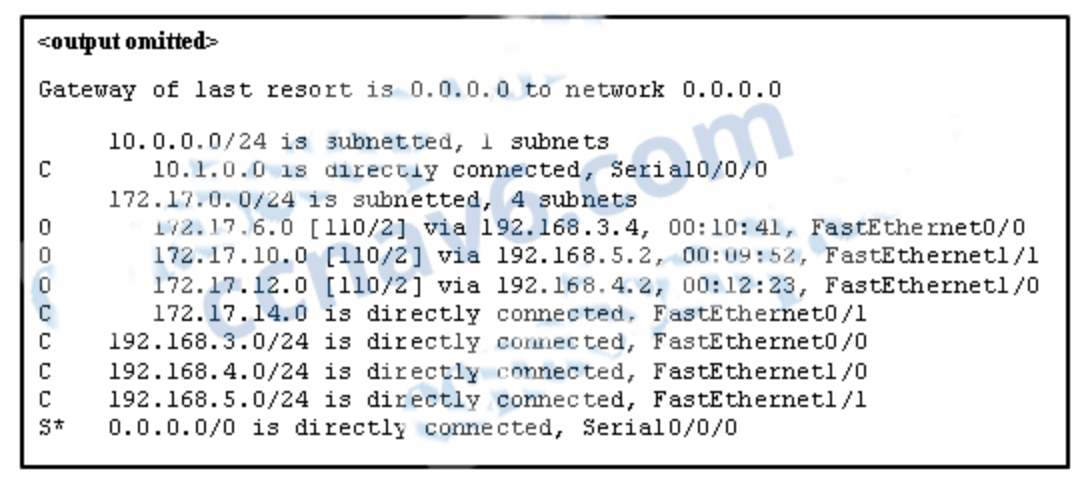 <output omitted>
Gateway of last resort is 0.0.0.0 to network 0.0.0.0
10.0.0.0/24 is subnetted, 1 subnets
C 10.1.0.0 is directly connected, Serial0/0/0
172.17.0.0/24 is subnetted, 4 subnets
O 172.17.6.0 [110/2] via 192.168.3.4, 00:10:41, FastEthernet0/0
O 172.17.10.0 [110/2] via 192.168.5.2, 00:09:52, FastEthernet1/1
O 172.17.12.0 [110/2] via 192.168.4.2, 00:12:23, FastEthernet1/0
C 172.17.14.0 is directly connected, FastEthernet0/1
C 192.168.3.0/24 is directly connected, FastEthernet0/0
C 192.168.4.0/24 is directly connected, FastEthernet1/0
C 192.168.5.0/24 is directly connected, FastEthernet1/1
S* 0.0.0.0/0 is directly connected, Serial0/0/0
ccnav6.com